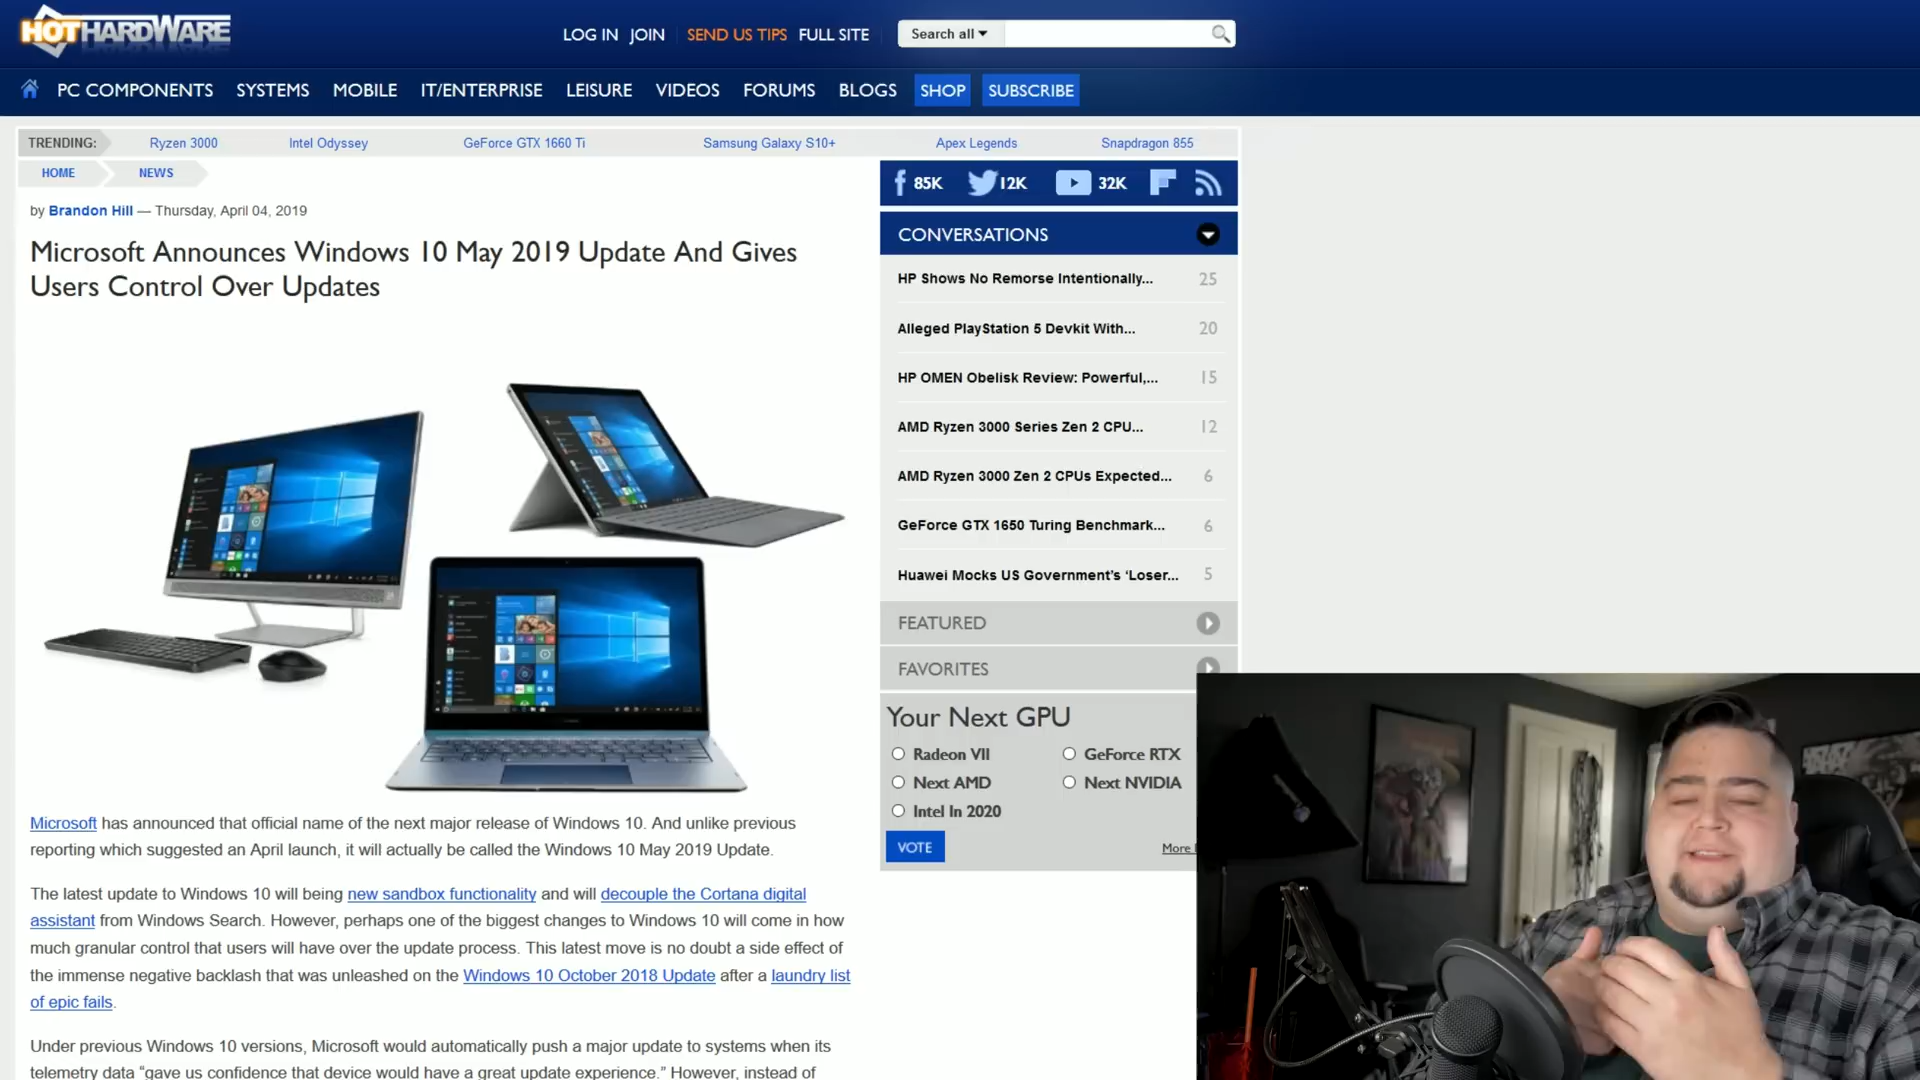 HOTHARDWARE
LOG IN JOIN SEND US TIPS FULL SITE Search all
PC COMPONENTS SYSTEMS MOBILE IT/ENTERPRISE LEISURE VIDEOS FORUMS BLOGS SHOP SUBSCRIBE
TRENDING: Ryzen 3000 Intel Odyssey GeForce GTX 1660 Ti Samsung Galaxy S10+ Apex Legends Snapdragon 855
HOME NEWS
by Brandon Hill — Thursday, April 04, 2019
Microsoft Announces Windows 10 May 2019 Update And Gives
Users Control Over Updates
Microsoft has announced that official name of the next major release of Windows 10. And unlike previous
reporting which suggested an April launch, it will actually be called the Windows 10 May 2019 Update.
The latest update to Windows 10 will being new sandbox functionality and will decouple the Cortana digital
assistant from Windows Search. However, perhaps one of the biggest changes to Windows 10 will come in how
much granular control that users will have over the update process. This latest move is no doubt a side effect of
the immense negative backlash that was unleashed on the Windows 10 October 2018 Update after a laundry list
of epic fails.
Under previous Windows 10 versions, Microsoft would automatically push a major update to systems when its
telemetry data “gave us confidence that device would have a great update experience.” However, instead of
85K 12K 32K
CONVERSATIONS
HP Shows No Remorse Intentionally... 25
Alleged PlayStation 5 Devkit With... 20
HP OMEN Obelisk Review: Powerful,... 15
AMD Ryzen 3000 Series Zen 2 CPU... 12
AMD Ryzen 3000 Zen 2 CPUs Expected... 6
GeForce GTX 1650 Turing Benchmark... 6
Huawei Mocks US Government’s ‘Loser... 5
FEATURED
FAVORITES
Your Next GPU
Radeon VII GeForce RTX
Next AMD Next NVIDIA
Intel In 2020
VOTE More